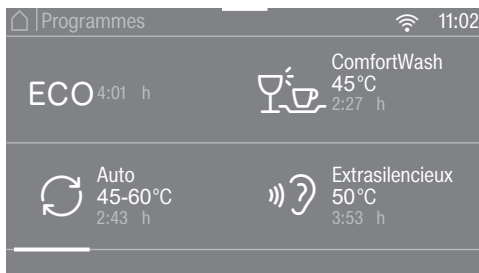 Programmes
11:02
ECO 4:01 h
ComfortWash
45°C
2:27 h
Auto
45-60°C
2:43 h
Extrasilencieux
50°C
3:53 h